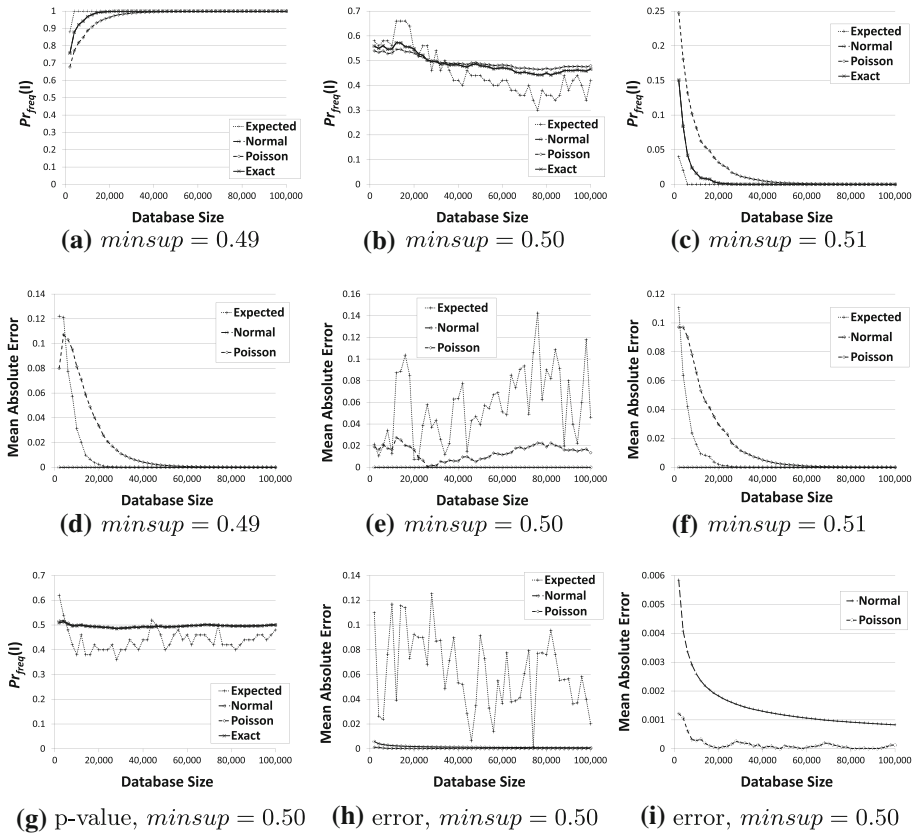 1
0.9
0.8
0.7
0.6
0.5
0.4
0.3
0.2
0.1
0
Pr_freq(I)
Expected
Normal
Poisson
Exact
0 20,000 40,000 60,000 80,000 100,000
Database Size
(a) minsup = 0.49
0.7
0.6
0.5
0.4
0.3
0.2
0.1
0
Pr_freq(I)
Expected
Normal
Poisson
Exact
0 20,000 40,000 60,000 80,000 100,000
Database Size
(b) minsup = 0.50
0.25
0.20
0.15
0.10
0.05
0
Pr_freq(I)
Expected
Normal
Poisson
Exact
0 20,000 40,000 60,000 80,000 100,000
Database Size
(c) minsup = 0.51
0.14
0.12
0.1
0.08
0.06
0.04
0.02
0
Mean Absolute Error
Expected
Normal
Poisson
0 20,000 40,000 60,000 80,000 100,000
Database Size
(d) minsup = 0.49
0.16
0.14
0.12
0.1
0.08
0.06
0.04
0.02
0
Mean Absolute Error
Expected
Normal
Poisson
0 20,000 40,000 60,000 80,000 100,000
Database Size
(e) minsup = 0.50
0.12
0.1
0.08
0.06
0.04
0.02
0
Mean Absolute Error
Expected
Normal
Poisson
0 20,000 40,000 60,000 80,000 100,000
Database Size
(f) minsup = 0.51
0.7
0.6
0.5
0.4
0.3
0.2
0.1
0
Pr_freq(I)
Expected
Normal
Poisson
Exact
0 20,000 40,000 60,000 80,000 100,000
Database Size
(g) p-value, minsup = 0.50
0.14
0.12
0.1
0.08
0.06
0.04
0.02
0
Mean Absolute Error
Expected
Normal
Poisson
0 20,000 40,000 60,000 80,000 100,000
Database Size
(h) error, minsup = 0.50
0.006
0.005
0.004
0.003
0.002
0.001
0
Mean Absolute Error
Normal
Poisson
0 20,000 40,000 60,000 80,000 100,000
Database Size
(i) error, minsup = 0.50